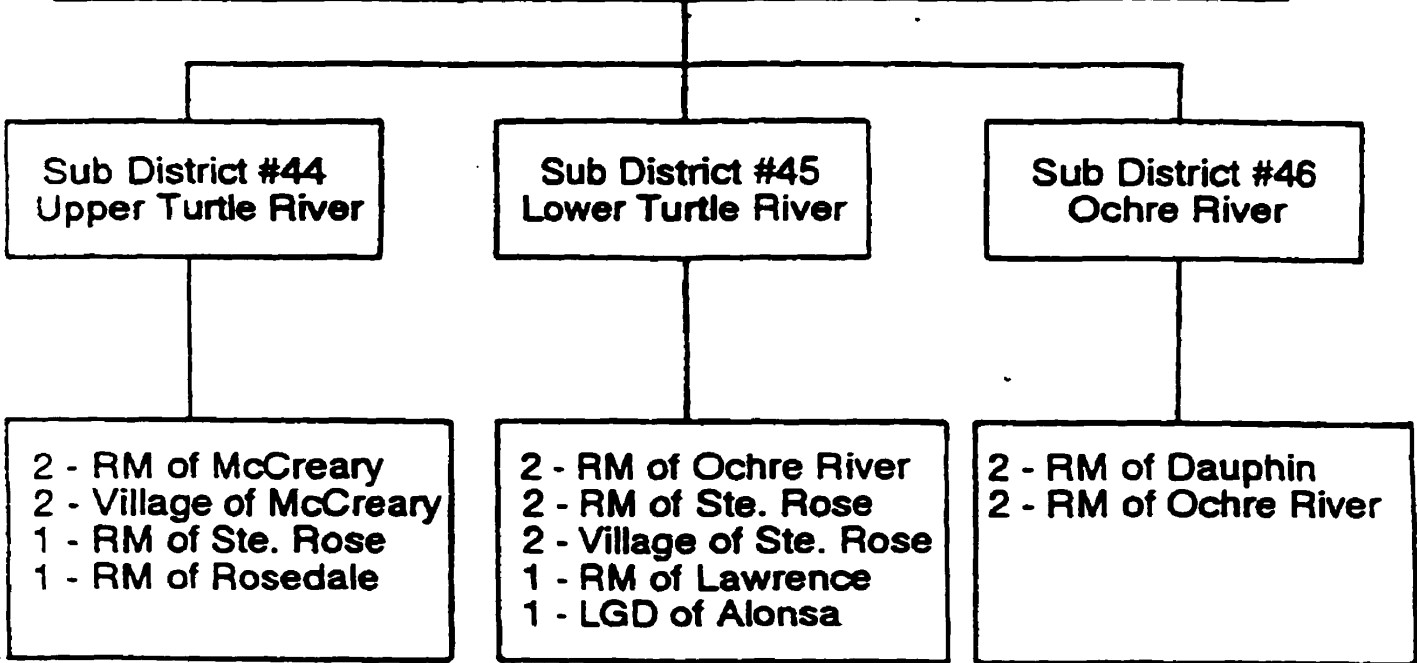 Sub District #44
Upper Turtle River
Sub District #45
Lower Turtle River
Sub District #46
Ochre River
2 - RM of McCreary
2 - Village of McCreary
1 - RM of Ste. Rose
1 - RM of Rosedale
2 - RM of Ochre River
2 - RM of Ste. Rose
2 - Village of Ste. Rose
1 - RM of Lawrence
1 - LGD of Alonsa
2 - RM of Dauphin
2 - RM of Ochre River